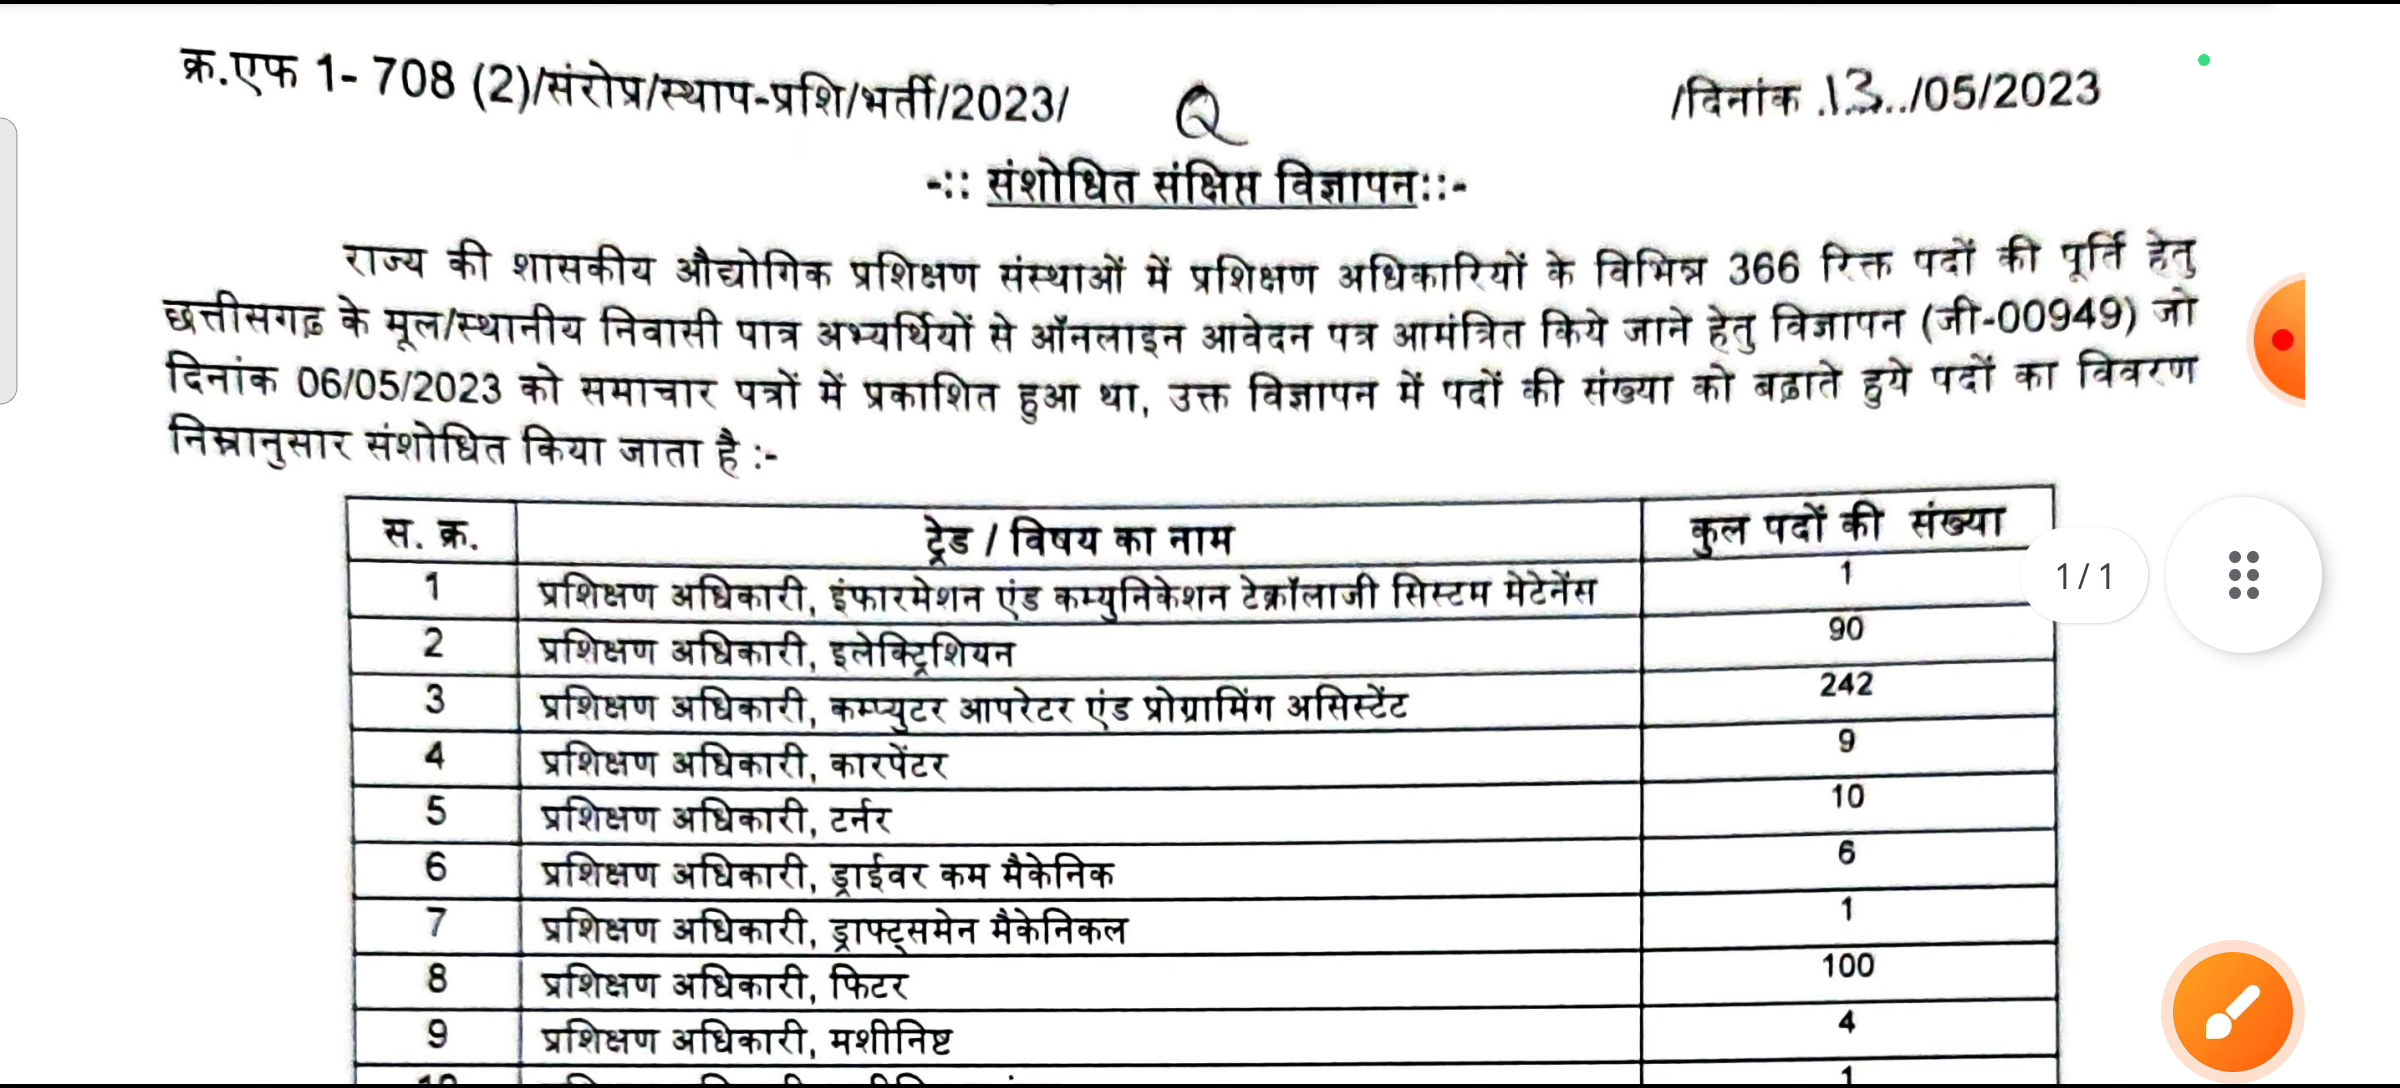 क्र.एफ 1- 708 (2)/संरोप्र/स्थाप-प्रशि/भर्ती/2023/ Q /दिनांक .13../05/2023
-:: संशोधित संक्षिप्त विज्ञापन::-
राज्य की शासकीय औद्योगिक प्रशिक्षण संस्थाओं में प्रशिक्षण अधिकारियों के विभिन्न 366 रिक्त पदों की पूर्ति हेतु
छत्तीसगढ़ के मूल/स्थानीय निवासी पात्र अभ्यर्थियों से ऑनलाइन आवेदन पत्र आमंत्रित किये जाने हेतु विज्ञापन (जी-00949) जो
दिनांक 06/05/2023 को समाचार पत्रों में प्रकाशित हुआ था, उक्त विज्ञापन में पदों की संख्या को बढ़ाते हुये पदों का विवरण
निम्नानुसार संशोधित किया जाता है :-
स. क्र. ट्रेड / विषय का नाम कुल पदों की संख्या
1 प्रशिक्षण अधिकारी, इंफारमेशन एंड कम्युनिकेशन टेक्नॉलाजी सिस्टम मेटेनेंस 1
2 प्रशिक्षण अधिकारी, इलेक्ट्रिशियन 90
3 प्रशिक्षण अधिकारी, कम्प्युटर आपरेटर एंड प्रोग्रामिंग असिस्टेंट 242
4 प्रशिक्षण अधिकारी, कारपेंटर 9
5 प्रशिक्षण अधिकारी, टर्नर 10
6 प्रशिक्षण अधिकारी, ड्राईवर कम मैकेनिक 6
7 प्रशिक्षण अधिकारी, ड्राफ्ट्समेन मैकेनिकल 1
8 प्रशिक्षण अधिकारी, फिटर 100
9 प्रशिक्षण अधिकारी, मशीनिष्ट 4
1/1